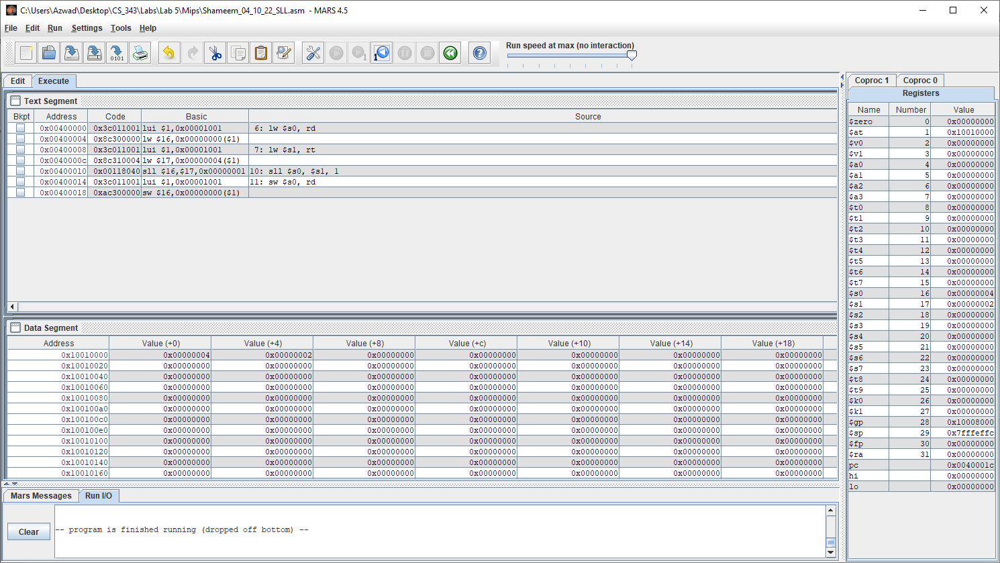 C:\Users\Azwad\Desktop\CS_343\Labs\Lab 5\Mips\Shameem_04_10_22_SLL.asm - MARS 4.5
File Edit Run Settings Tools Help
Run speed at max (no interaction)
Edit Execute
Text Segment
Bkpt Address Code Basic Source
0x00400000 0x3c011001 lui $1,0x00001001 6: lw $s0, rd
0x00400004 0x8c300000 lw $16,0x00000000($1)
0x00400008 0x3c011001 lui $1,0x00001001 7: lw $s1, rt
0x0040000c 0x8c310004 lw $17,0x00000004($1)
0x00400010 0x00118040 sll $16,$17,0x00000001 10: sll $s0, $s1, 1
0x00400014 0x3c011001 lui $1,0x00001001 11: sw $s0, rd
0x00400018 0xac300000 sw $16,0x00000000($1)
Data Segment
Address Value (+0) Value (+4) Value (+8) Value (+c) Value (+10) Value (+14) Value (+18)
0x10010000 0x00000004 0x00000002 0x00000000 0x00000000 0x00000000 0x00000000 0x00000000
0x10010020 0x00000000 0x00000000 0x00000000 0x00000000 0x00000000 0x00000000 0x00000000
0x10010040 0x00000000 0x00000000 0x00000000 0x00000000 0x00000000 0x00000000 0x00000000
0x10010060 0x00000000 0x00000000 0x00000000 0x00000000 0x00000000 0x00000000 0x00000000
0x10010080 0x00000000 0x00000000 0x00000000 0x00000000 0x00000000 0x00000000 0x00000000
0x100100a0 0x00000000 0x00000000 0x00000000 0x00000000 0x00000000 0x00000000 0x00000000
0x100100c0 0x00000000 0x00000000 0x00000000 0x00000000 0x00000000 0x00000000 0x00000000
0x100100e0 0x00000000 0x00000000 0x00000000 0x00000000 0x00000000 0x00000000 0x00000000
0x10010100 0x00000000 0x00000000 0x00000000 0x00000000 0x00000000 0x00000000 0x00000000
0x10010120 0x00000000 0x00000000 0x00000000 0x00000000 0x00000000 0x00000000 0x00000000
0x10010140 0x00000000 0x00000000 0x00000000 0x00000000 0x00000000 0x00000000 0x00000000
0x10010160 0x00000000 0x00000000 0x00000000 0x00000000 0x00000000 0x00000000 0x00000000
Mars Messages Run I/O
Clear
-- program is finished running (dropped off bottom) --
Coproc 1 Coproc 0
Registers
Name Number Value
$zero 0 0x00000000
$at 1 0x10010000
$v0 2 0x00000000
$v1 3 0x00000000
$a0 4 0x00000000
$a1 5 0x00000000
$a2 6 0x00000000
$a3 7 0x00000000
$t0 8 0x00000000
$t1 9 0x00000000
$t2 10 0x00000000
$t3 11 0x00000000
$t4 12 0x00000000
$t5 13 0x00000000
$t6 14 0x00000000
$t7 15 0x00000000
$s0 16 0x00000004
$s1 17 0x00000002
$s2 18 0x00000000
$s3 19 0x00000000
$s4 20 0x00000000
$s5 21 0x00000000
$s6 22 0x00000000
$s7 23 0x00000000
$t8 24 0x00000000
$t9 25 0x00000000
$k0 26 0x00000000
$k1 27 0x00000000
$gp 28 0x10008000
$sp 29 0x7fffeffc
$fp 30 0x00000000
$ra 31 0x00000000
pc 0x0040001c
hi 0x00000000
lo 0x00000000